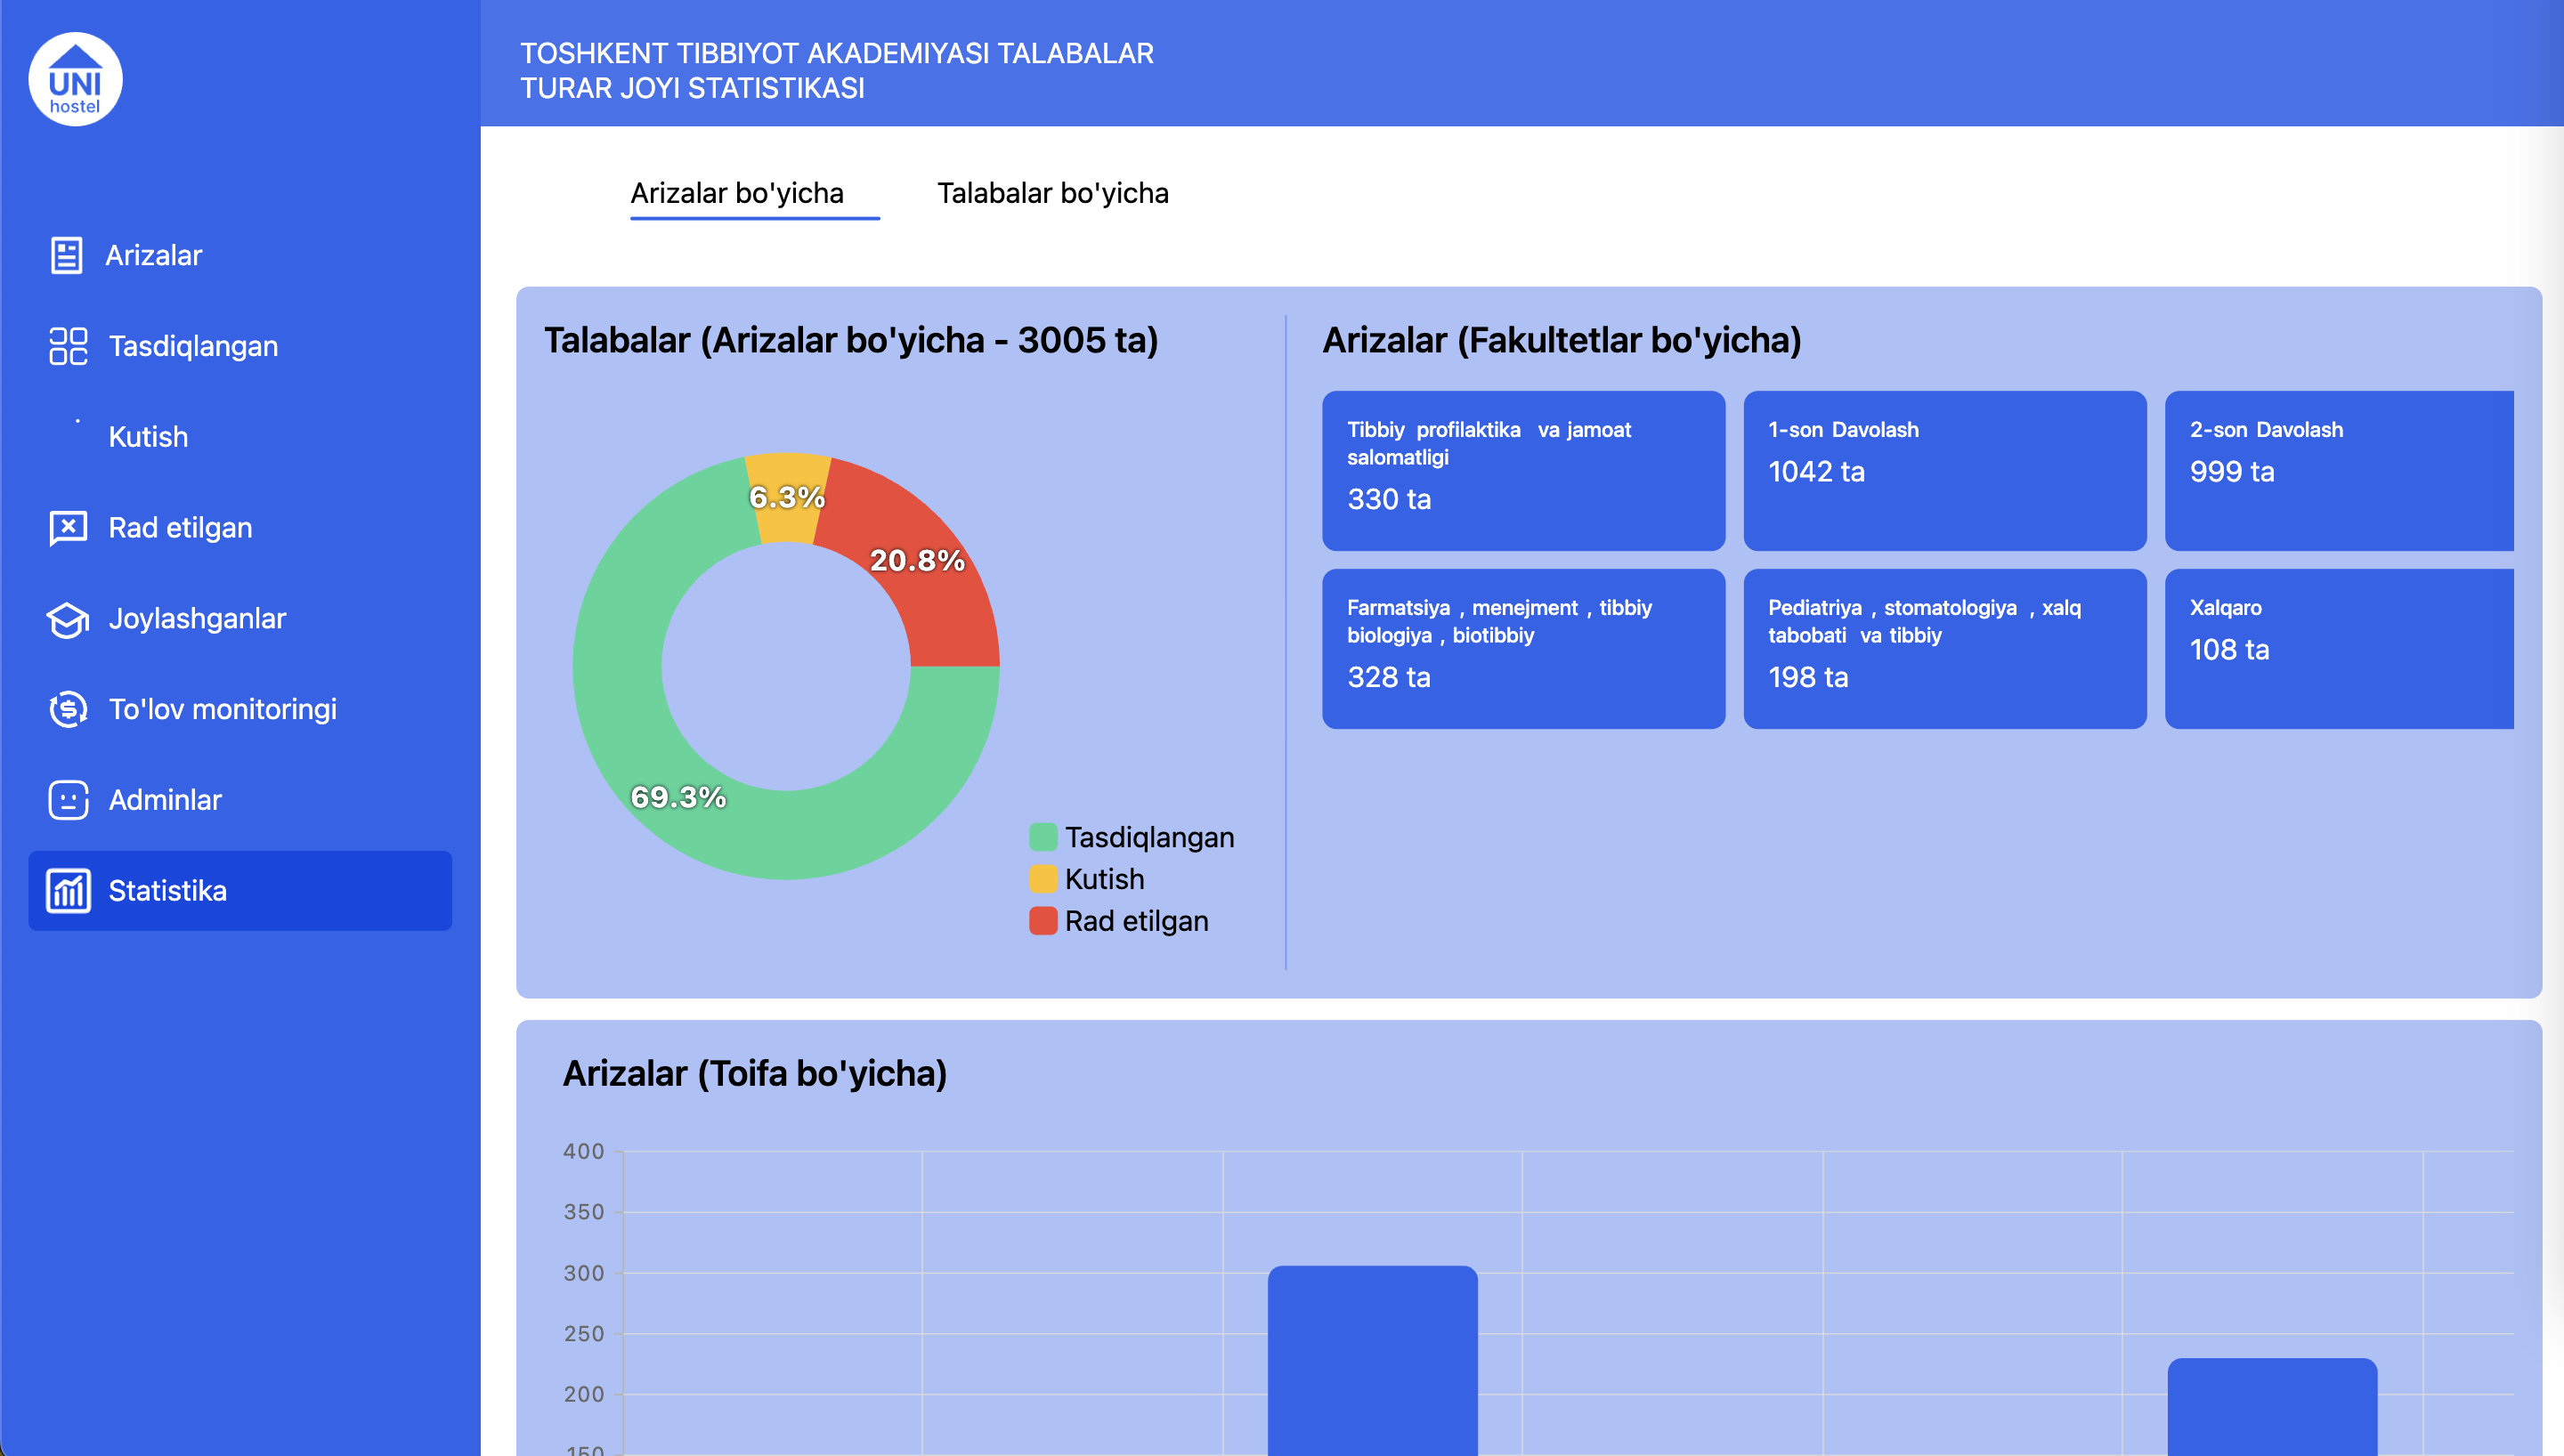 UNI
hostel
TOSHKENT TIBBIYOT AKADEMIYASI TALABALAR
TURAR JOYI STATISTIKASI
Arizalar
Tasdiqlangan
Kutish
Rad etilgan
Joylashganlar
To'lov monitoringi
Adminlar
Statistika
Arizalar bo'yicha
Talabalar bo'yicha
Talabalar (Arizalar bo'yicha - 3005 ta)
6.3%
20.8%
69.3%
Tasdiqlangan
Kutish
Rad etilgan
Arizalar (Fakultetlar bo'yicha)
Tibbiy profilaktika va jamoat
salomatligi
330 ta
1-son Davolash
1042 ta
2-son Davolash
999 ta
Farmatsiya , menejment , tibbiy
biologiya , biotibbiy
328 ta
Pediatriya , stomatologiya , xalq
tabobati va tibbiy
198 ta
Xalqaro
108 ta
Arizalar (Toifa bo'yicha)
400
350
300
250
200
150